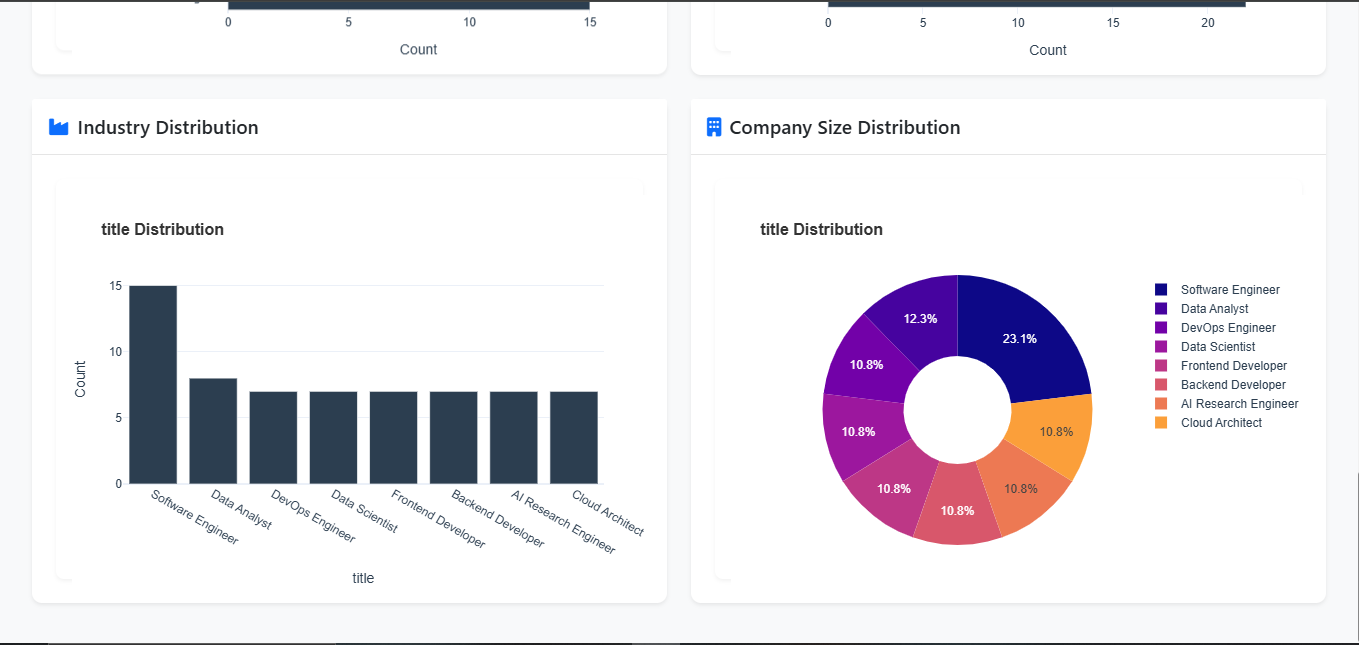 0 5 10 15
Count
0 5 10 15 20
Count
Industry Distribution
title Distribution
15
10
5
0
Count
Software Engineer
Data Analyst
DevOps Engineer
Data Scientist
Frontend Developer
Backend Developer
AI Research Engineer
Cloud Architect
title
Company Size Distribution
title Distribution
12.3%
23.1%
10.8%
10.8%
10.8%
10.8%
10.8%
10.8%
Software Engineer
Data Analyst
DevOps Engineer
Data Scientist
Frontend Developer
Backend Developer
AI Research Engineer
Cloud Architect